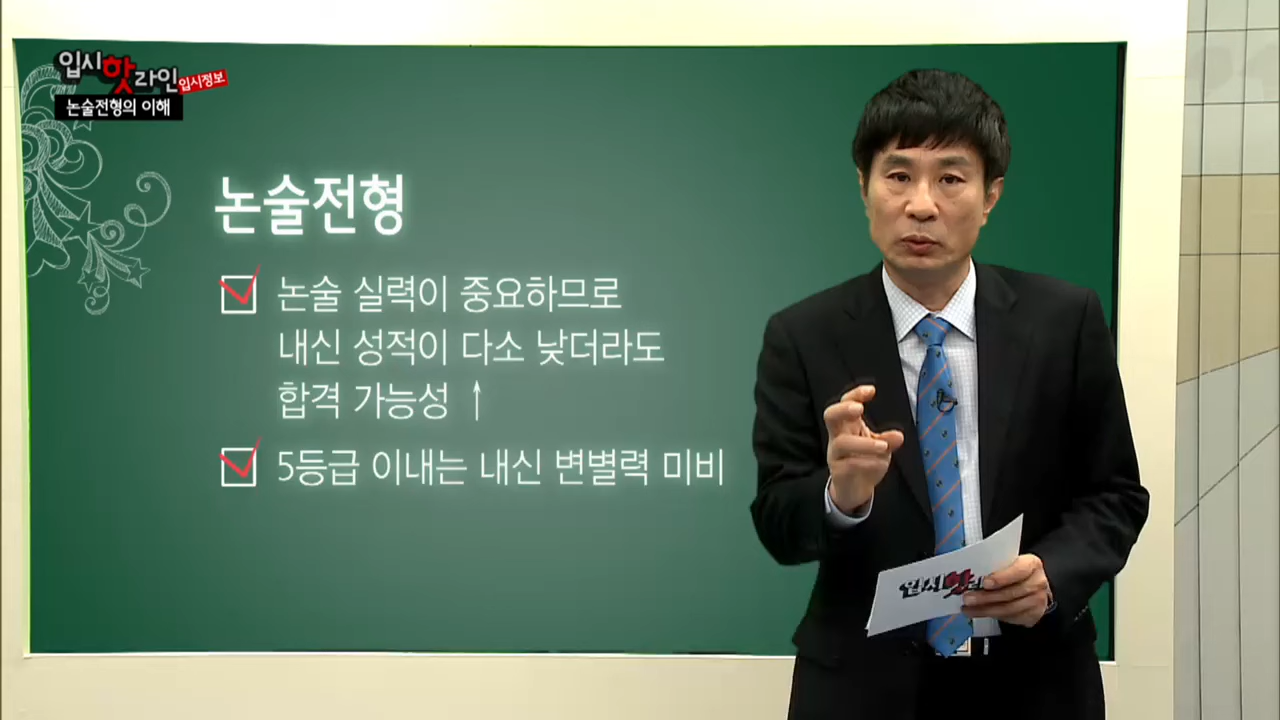 입시핫라인 입시정보
논술전형의 이해
논술전형
논술 실력이 중요하므로
내신 성적이 다소 낮더라도
합격 가능성 ↑
5등급 이내는 내신 변별력 미비
입시핫